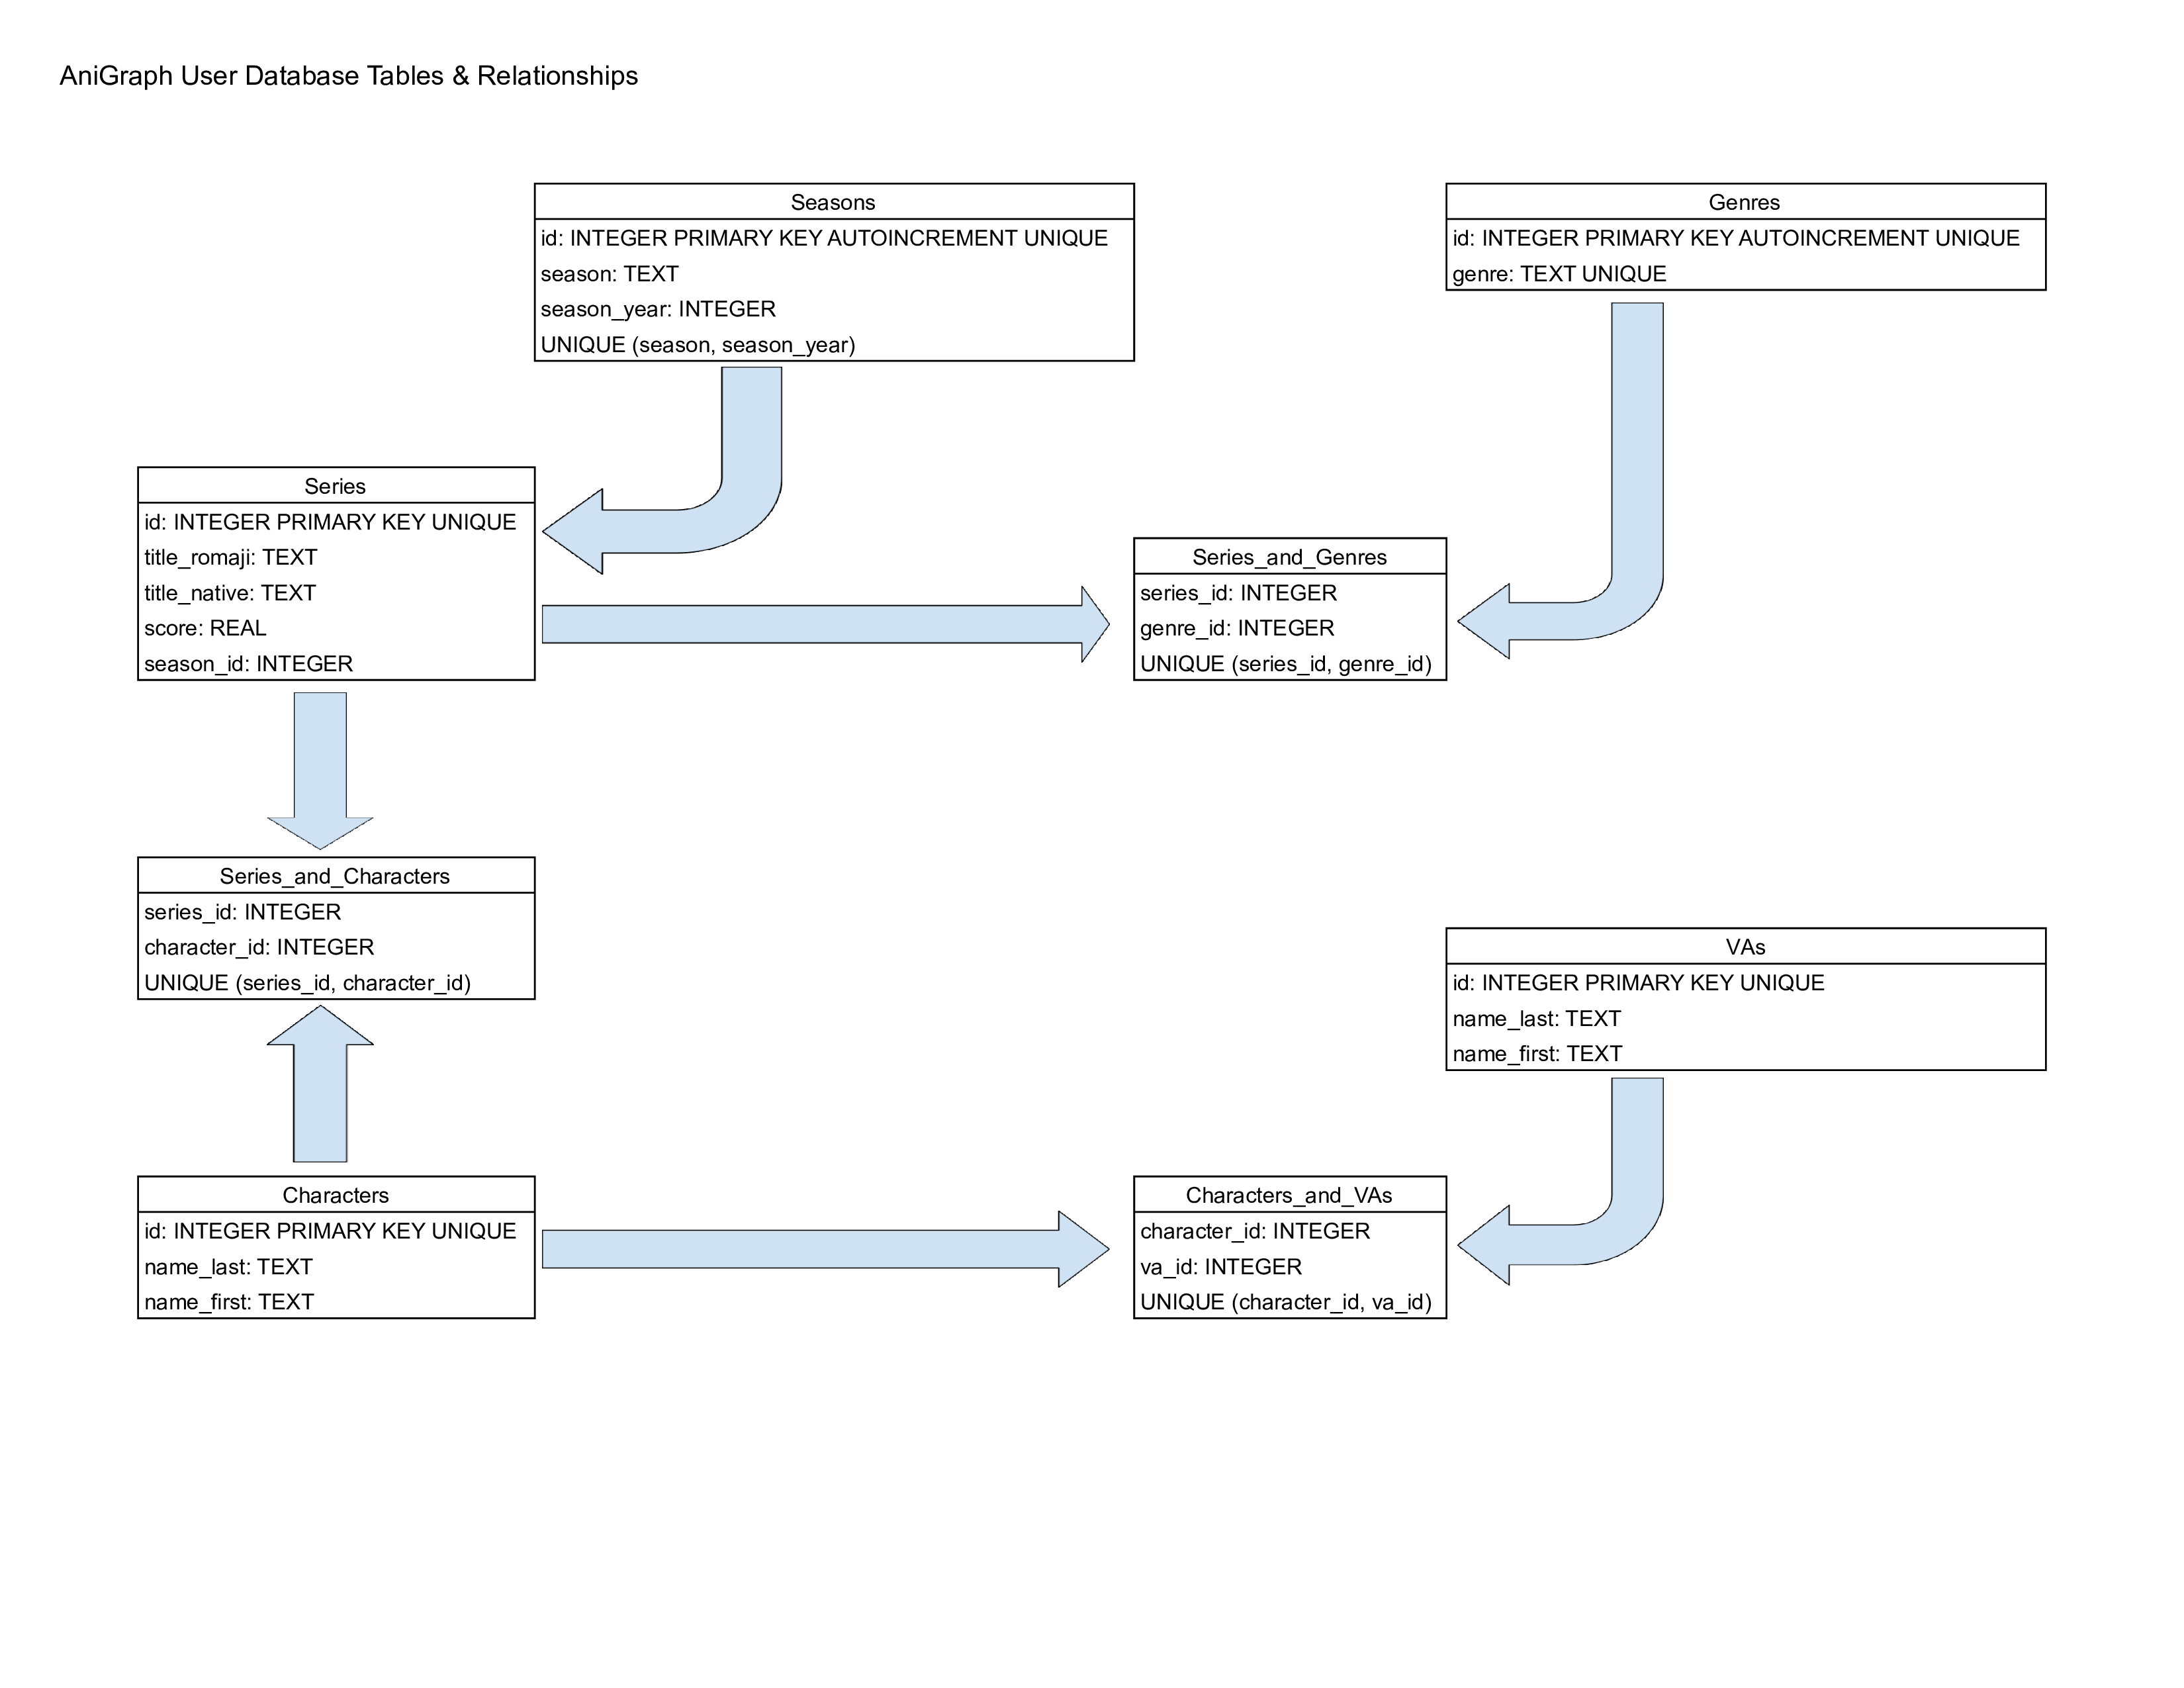 AniGraph User Database Tables & Relationships
Seasons
id: INTEGER PRIMARY KEY AUTOINCREMENT UNIQUE
season: TEXT
season_year: INTEGER
UNIQUE (season, season_year)
Genres
id: INTEGER PRIMARY KEY AUTOINCREMENT UNIQUE
genre: TEXT UNIQUE
Series
id: INTEGER PRIMARY KEY UNIQUE
title_romaji: TEXT
title_native: TEXT
score: REAL
season_id: INTEGER
Series_and_Genres
series_id: INTEGER
genre_id: INTEGER
UNIQUE (series_id, genre_id)
Series_and_Characters
series_id: INTEGER
character_id: INTEGER
UNIQUE (series_id, character_id)
VAs
id: INTEGER PRIMARY KEY UNIQUE
name_last: TEXT
name_first: TEXT
Characters
id: INTEGER PRIMARY KEY UNIQUE
name_last: TEXT
name_first: TEXT
Characters_and_VAs
character_id: INTEGER
va_id: INTEGER
UNIQUE (character_id, va_id)